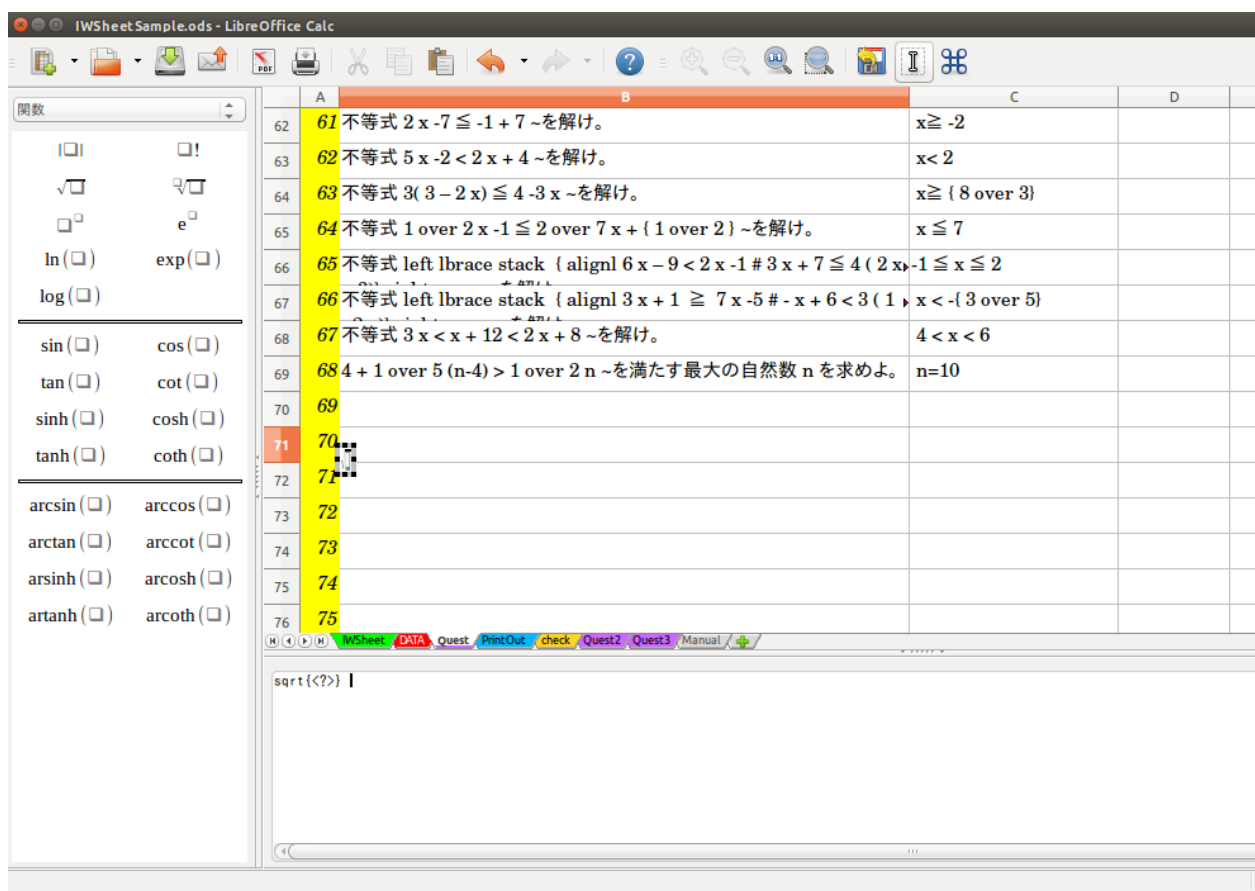 IWSheetSample.ods - LibreOffice Calc
PDF
関数
|❏| ❏!
√❏ ❏√❏
❏❏ e❏
ln(❏) exp(❏)
log(❏)
sin(❏) cos(❏)
tan(❏) cot(❏)
sinh(❏) cosh(❏)
tanh(❏) coth(❏)
arcsin(❏) arccos(❏)
arctan(❏) arccot(❏)
arsinh(❏) arcosh(❏)
artanh(❏) arcoth(❏)
A B C D
62 61 不等式 2 x -7 ≦ -1 + 7 ~を解け。 x≧ -2
63 62 不等式 5 x -2 < 2 x + 4 ~を解け。 x< 2
64 63 不等式 3( 3 – 2 x) ≦ 4 -3 x ~を解け。 x≧ { 8 over 3}
65 64 不等式 1 over 2 x -1 ≦ 2 over 7 x + { 1 over 2 } ~を解け。 x ≦ 7
66 65 不等式 left lbrace stack { alignl 6 x – 9 < 2 x -1 # 3 x + 7 ≦ 4 ( 2 x -1 ≦ x ≦ 2
67 66 不等式 left lbrace stack { alignl 3 x + 1 ≧ 7 x -5 # - x + 6 < 3 ( 1 x < -{ 3 over 5}
68 67 不等式 3 x < x + 12 < 2 x + 8 ~を解け。 4 < x < 6
69 68 4 + 1 over 5 (n-4) > 1 over 2 n ~を満たす最大の自然数 n を求めよ。 n=10
70 69
71 70
72 71
73 72
74 73
75 74
76 75
IWSheet DATA Quest PrintOut check Quest2 Quest3 Manual
sqrt{<?>}